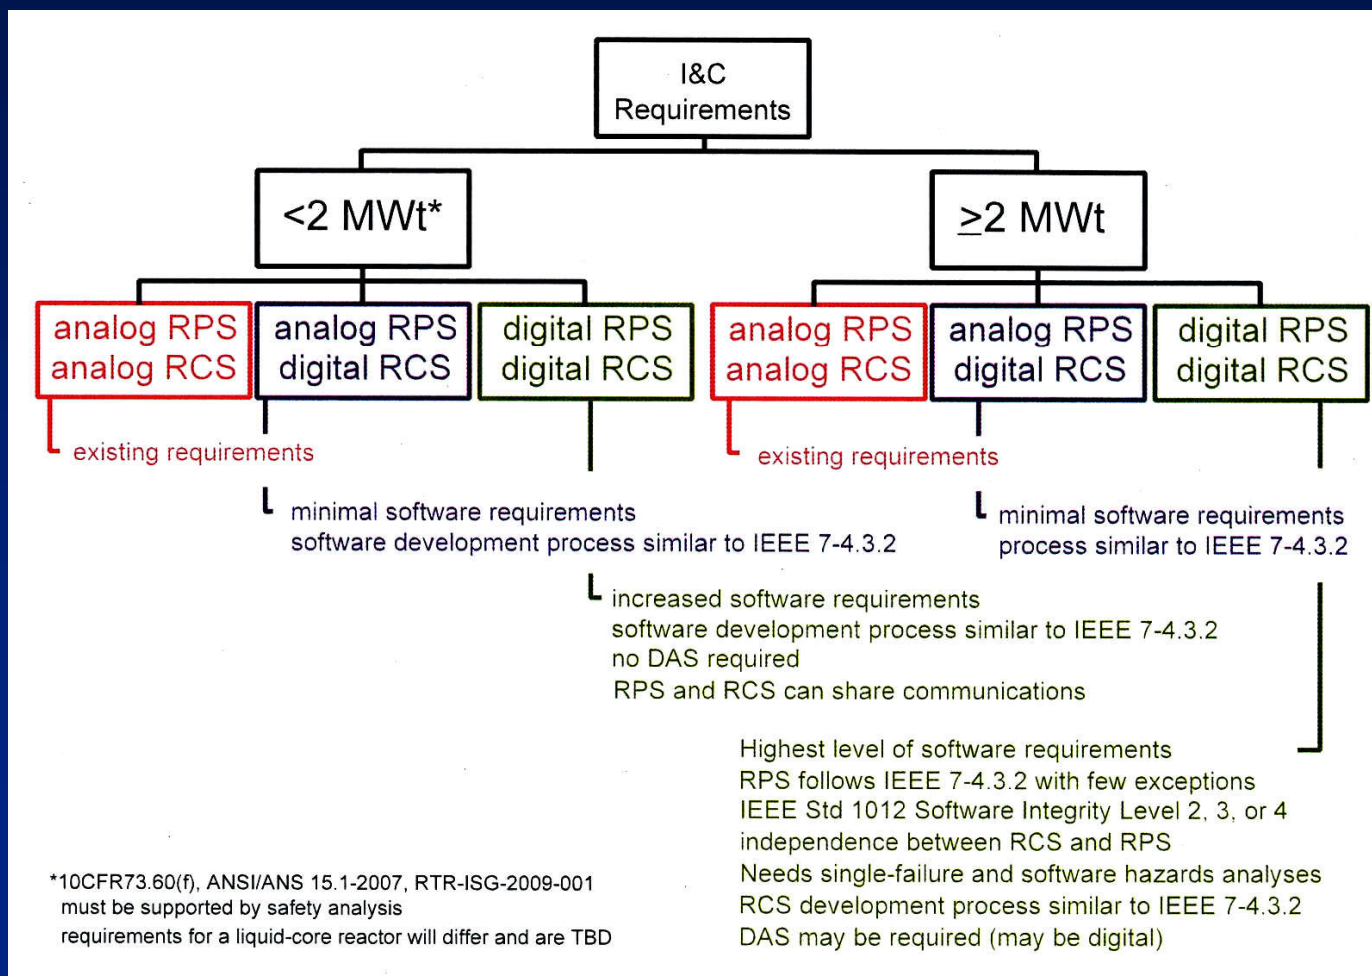 I&C
Requirements
<2 MWt*
≥2 MWt
analog RPS
analog RCS
analog RPS
digital RCS
digital RPS
digital RCS
analog RPS
analog RCS
analog RPS
digital RCS
digital RPS
digital RCS
existing requirements
existing requirements
minimal software requirements
software development process similar to IEEE 7-4.3.2
minimal software requirements
process similar to IEEE 7-4.3.2
increased software requirements
software development process similar to IEEE 7-4.3.2
no DAS required
RPS and RCS can share communications
Highest level of software requirements
RPS follows IEEE 7-4.3.2 with few exceptions
IEEE Std 1012 Software Integrity Level 2, 3, or 4
independence between RCS and RPS
Needs single-failure and software hazards analyses
RCS development process similar to IEEE 7-4.3.2
DAS may be required (may be digital)
*10CFR73.60(f), ANSI/ANS 15.1-2007, RTR-ISG-2009-001
must be supported by safety analysis
requirements for a liquid-core reactor will differ and are TBD